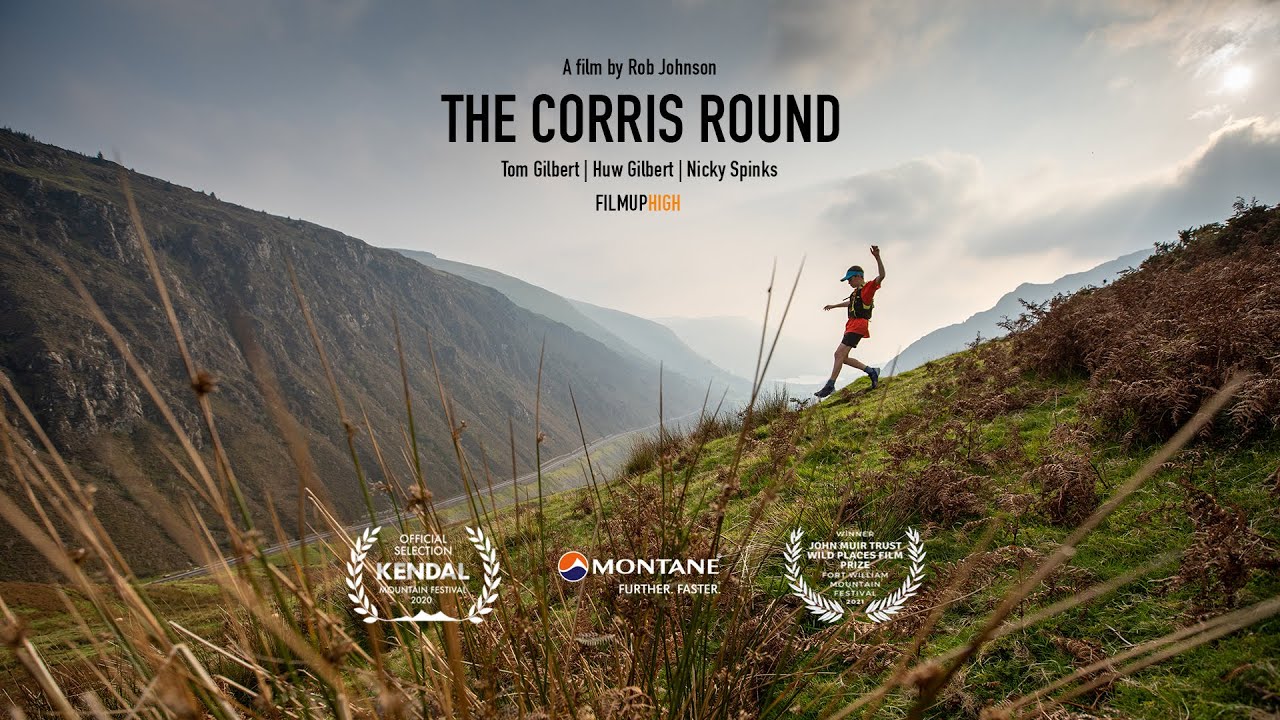 A film by Rob Johnson
THE CORRIS ROUND
Tom Gilbert | Huw Gilbert | Nicky Spinks
FILMUPHIGH
OFFICIAL
SELECTION
KENDAL
MOUNTAIN FESTIVAL
2020
MONTANE
FURTHER. FASTER.
WINNER
JOHN MUIR TRUST
WILD PLACES FILM
PRIZE
FORT WILLIAM
MOUNTAIN
FESTIVAL
2021